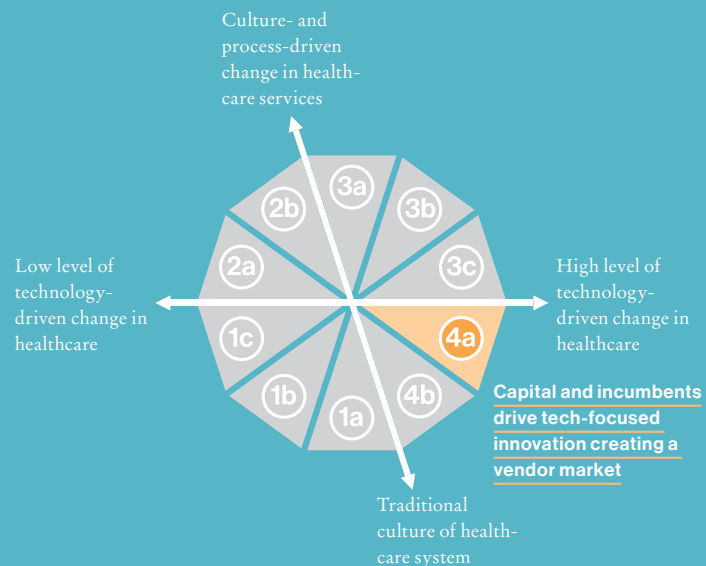 Culture- and
process-driven
change in health-
care services
3a
2b
3b
2a
3c
Low level of
technology-
driven change in
healthcare
High level of
technology-
driven change in
healthcare
1c
4a
1b
4b
1a
Capital and incumbents
drive tech-focused
innovation creating a
vendor market
Traditional
culture of health-
care system